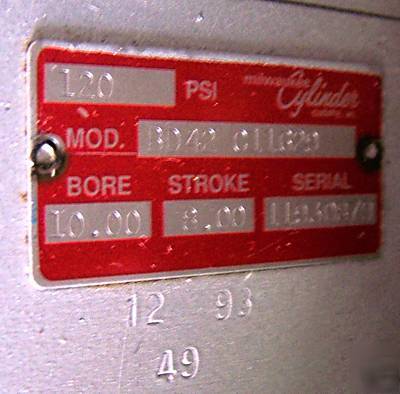 120 PSI milwaukee Cylinder
MOD.
BORE STROKE SERIAL
10.00 8.00
12 93
49